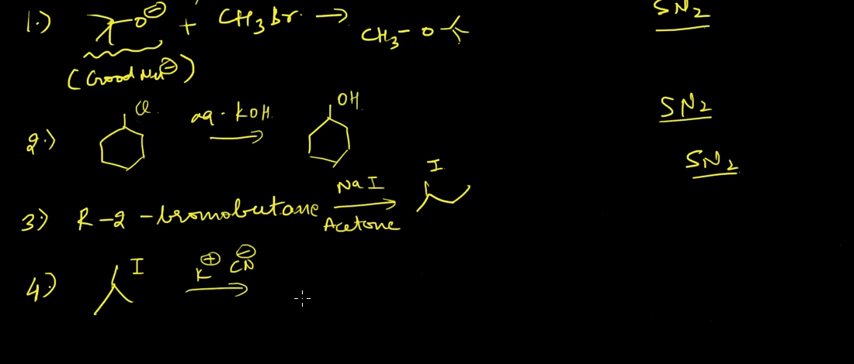 1.) O⊖ + CH3Br → CH3-O SN2
(Good Nu⊖)
2.) Cl aq. KOH → OH SN2
3.) R-2-bromobutane NaI Acetone → I SN2
4.) I K⊕ CN⊖ →